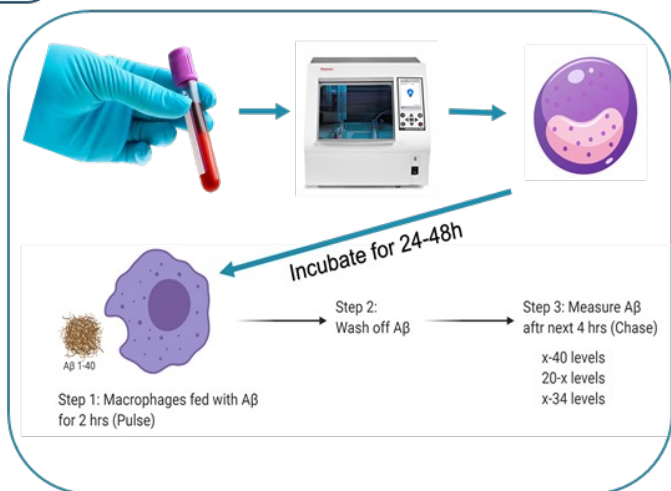 Incubate for 24-48h
Aβ 1-40
Step 1: Macrophages fed with Aβ
for 2 hrs (Pulse)
Step 2:
Wash off Aβ
Step 3: Measure Aβ
aftr next 4 hrs (Chase)
x-40 levels
20-x levels
x-34 levels